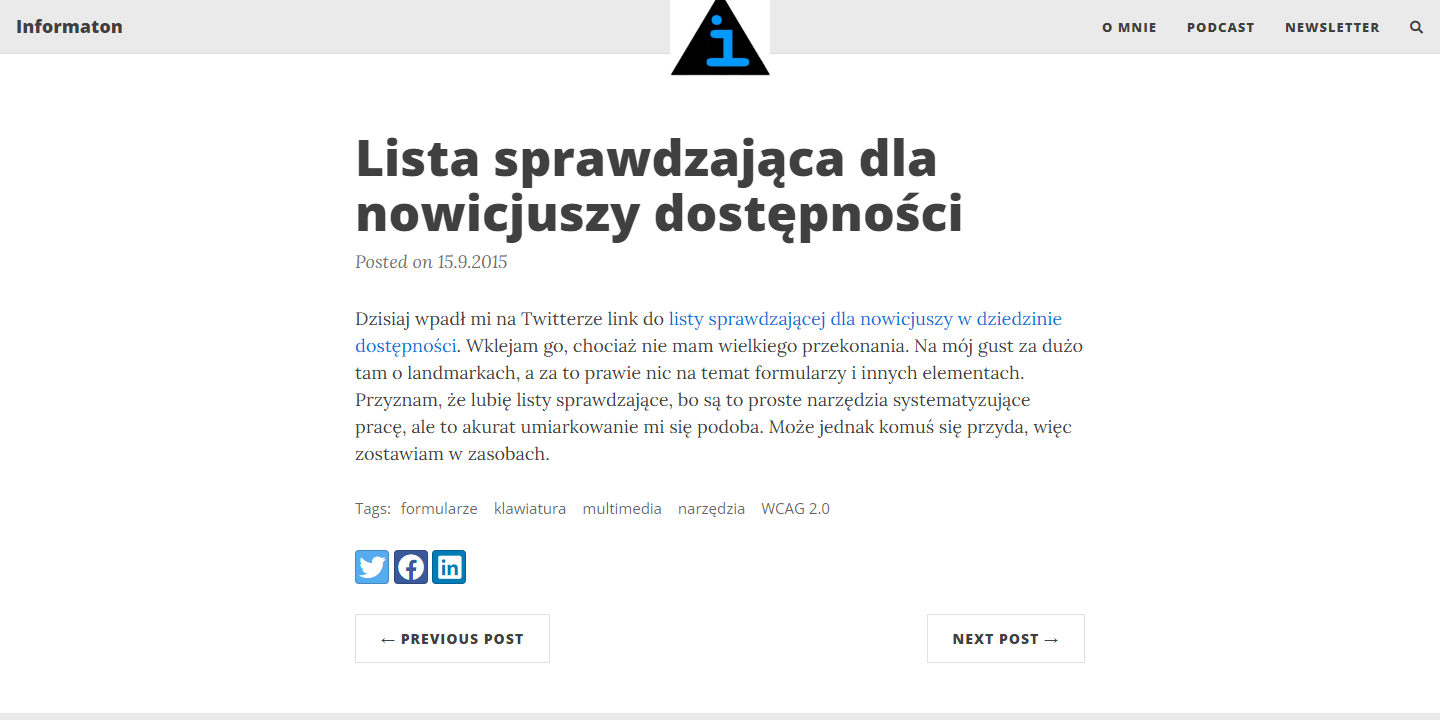 Informaton
i
O MNIE
PODCAST
NEWSLETTER
Lista sprawdzająca dla
nowicjuszy dostępności
Posted on 15.9.2015
Dzisiaj wpadł mi na Twitterze link do listy sprawdzającej dla nowicjuszy w dziedzinie
dostępności. Wklejam go, chociaż nie mam wielkiego przekonania. Na mój gust za dużo
tam o landmarkach, a za to prawie nic na temat formularzy i innych elementach.
Przyznam, że lubię listy sprawdzające, bo są to proste narzędzia systematyzujące
pracę, ale to akurat umiarkowanie mi się podoba. Może jednak komuś się przyda, więc
zostawiam w zasobach.
Tags: formularze klawiatura multimedia narzędzia WCAG 2.0
← PREVIOUS POST
NEXT POST →